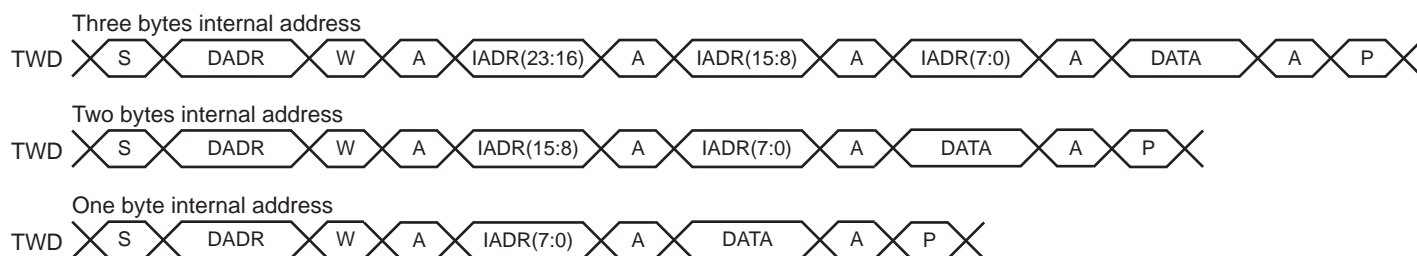 Three bytes internal address
TWD S DADR W A IADR(23:16) A IADR(15:8) A IADR(7:0) A DATA A P
Two bytes internal address
TWD S DADR W A IADR(15:8) A IADR(7:0) A DATA A P
One byte internal address
TWD S DADR W A IADR(7:0) A DATA A P